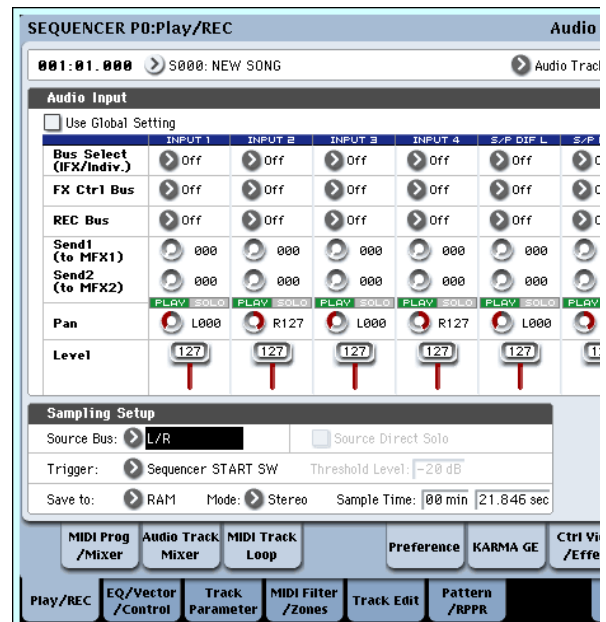 SEQUENCER P0:Play/REC Audio
001:01.000 S000: NEW SONG Audio Track
Audio Input
Use Global Setting
INPUT 1 INPUT 2 INPUT 3 INPUT 4 S/P DIF L S/P
Bus Select (IFX/Indiv.) Off Off Off Off Off
FX Ctrl Bus Off Off Off Off Off
REC Bus Off Off Off Off Off
Send1 (to MFX1) 000 000 000 000 000
Send2 (to MFX2) 000 000 000 000 000
PLAY SOLO PLAY SOLO PLAY SOLO PLAY SOLO PLAY SOLO PLAY
Pan L000 R127 L000 R127 L000
Level 127 127 127 127 127
Sampling Setup
Source Bus: L/R Source Direct Solo
Trigger: Sequencer START SW Threshold Level: -20 dB
Save to: RAM Mode: Stereo Sample Time: 00 min 21.846 sec
MIDI Prog /Mixer Audio Track Mixer MIDI Track Loop Preference KARMA GE Ctrl Vi /Effe
Play/REC EQ/Vector /Control Track Parameter MIDI Filter /Zones Track Edit Pattern /RPPR